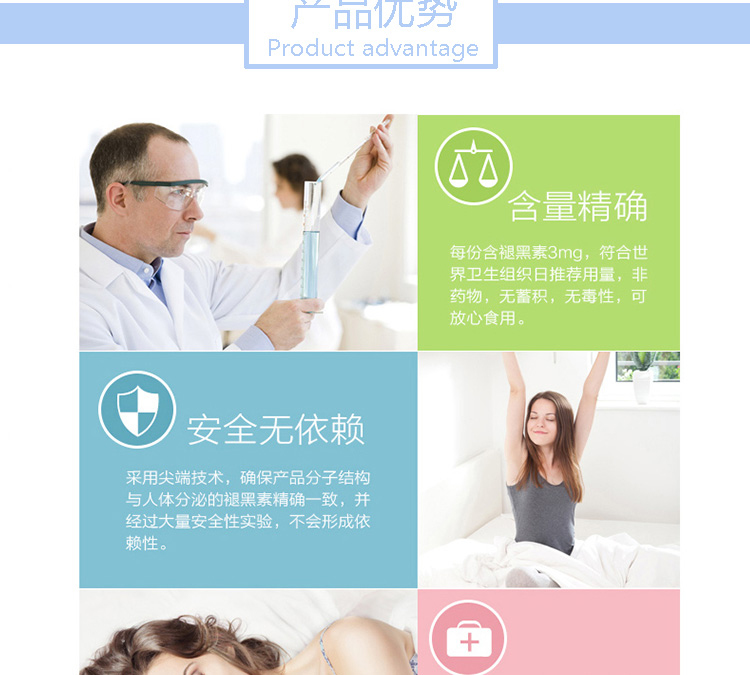 产品优势
Product advantage
含量精确
每份含褪黑素3mg，符合世
界卫生组织日推荐用量，非
药物，无蓄积，无毒性，可
放心食用。
安全无依赖
采用尖端技术，确保产品分子结构
与人体分泌的褪黑素精确一致，并
经过大量安全性实验，不会形成依
赖性。